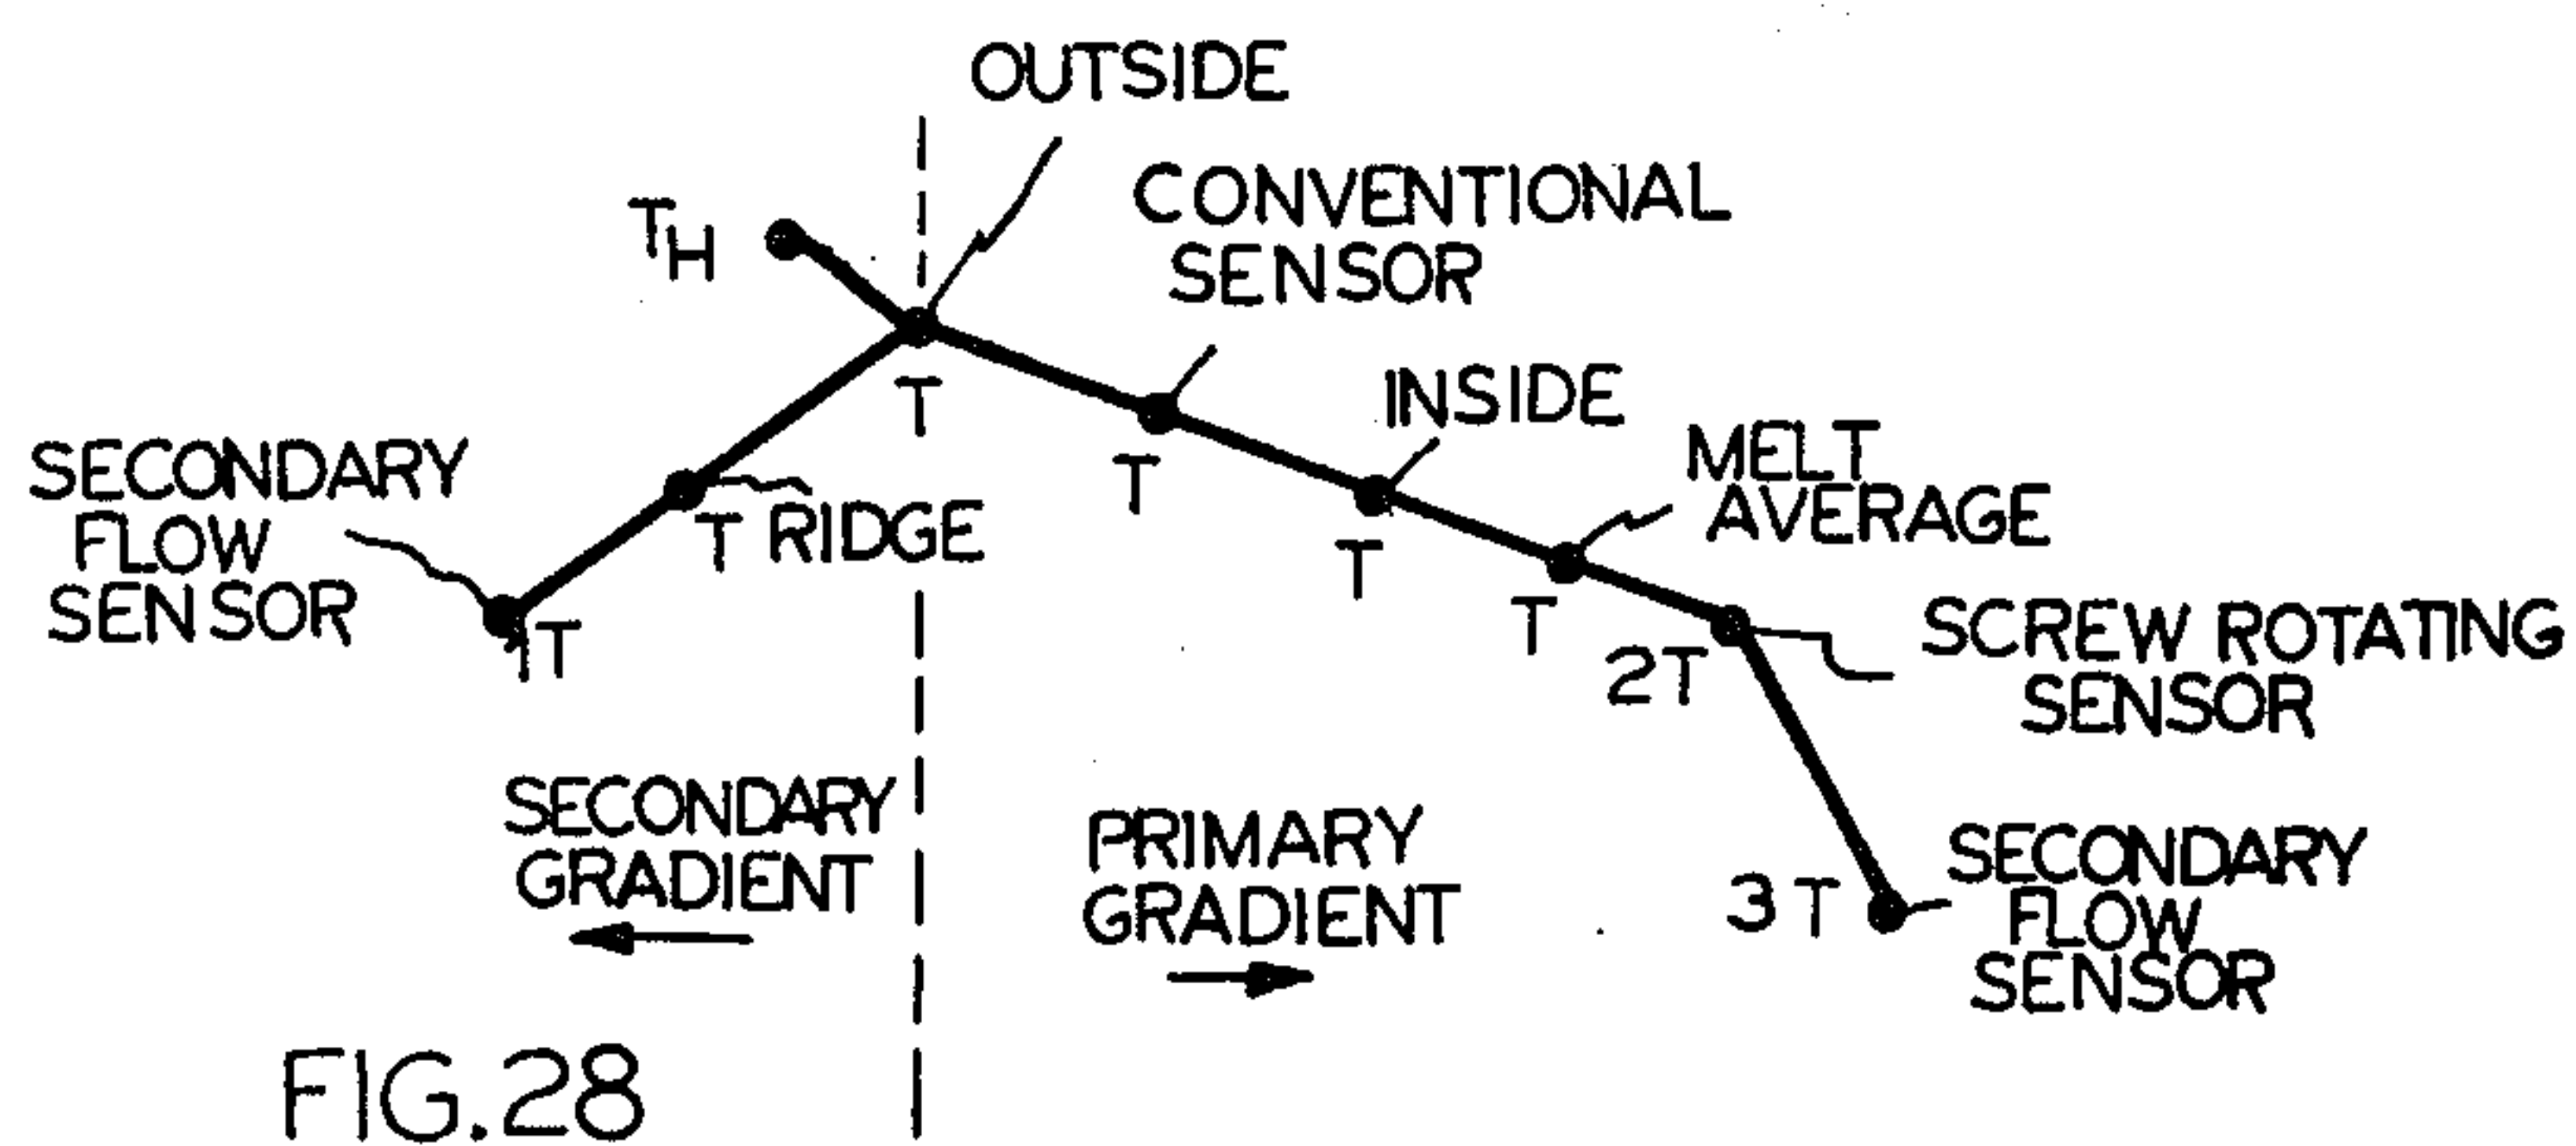 OUTSIDE
CONVENTIONAL
SENSOR
TH
INSIDE
T
MELT
AVERAGE
SECONDARY
FLOW
SENSOR
T
T RIDGE
T
T
1T
2T
SCREW ROTATING
SENSOR
SECONDARY
GRADIENT
PRIMARY
GRADIENT
3T
SECONDARY
FLOW
SENSOR
FIG.28